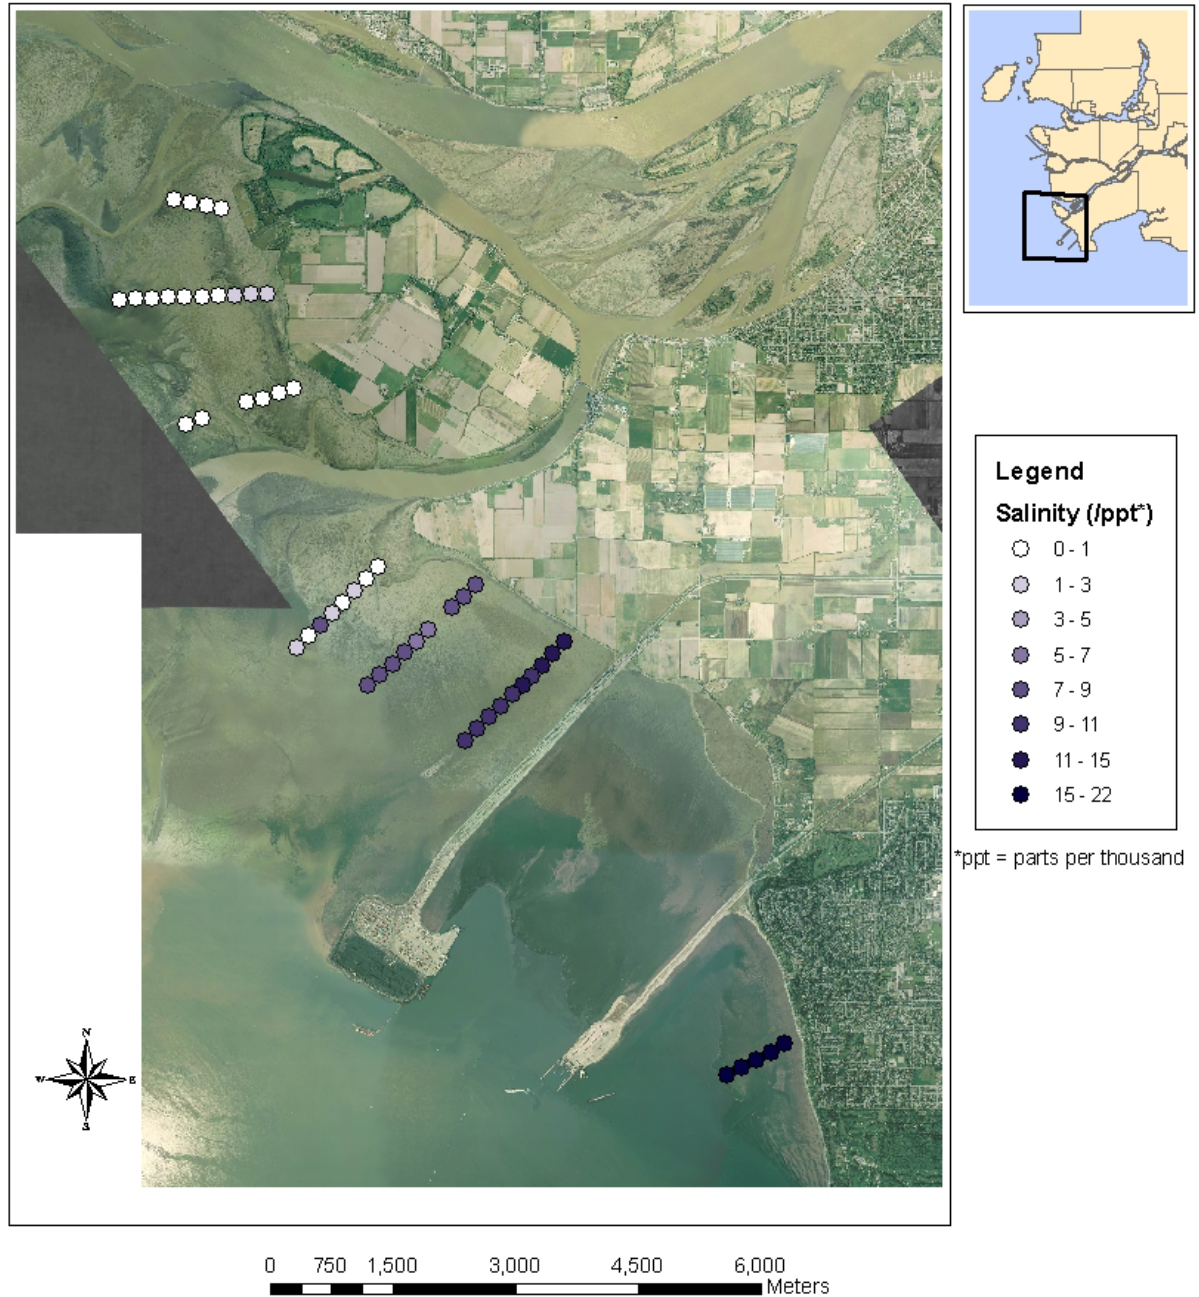 Legend
Salinity (/ppt*)
0 - 1
1 - 3
3 - 5
5 - 7
7 - 9
9 - 11
11 - 15
15 - 22
*ppt = parts per thousand
N
W
E
S
0 750 1,500 3,000 4,500 6,000
Meters